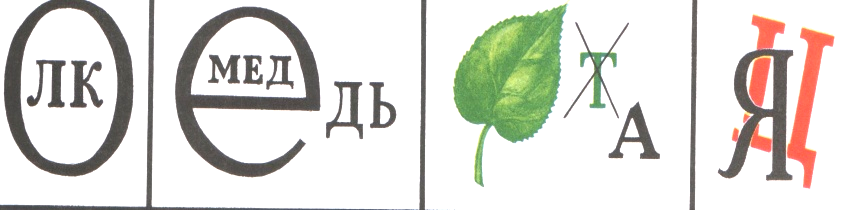 О ЛК
е МЕД ДЬ
Т А
Я Ц